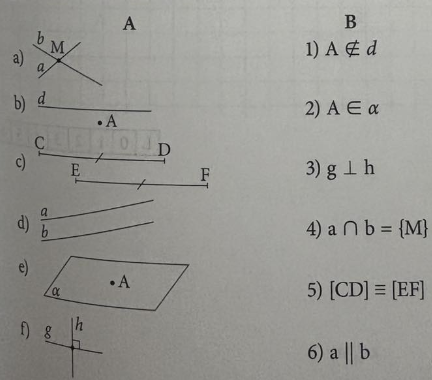 A
B
a) b M a
1) A ∉ d
b) d A
2) A ∈ α
c) C D E F
3) g ⊥ h
d) a b
4) a ∩ b = {M}
e) α A
5) [CD] ≡ [EF]
f) g h
6) a || b